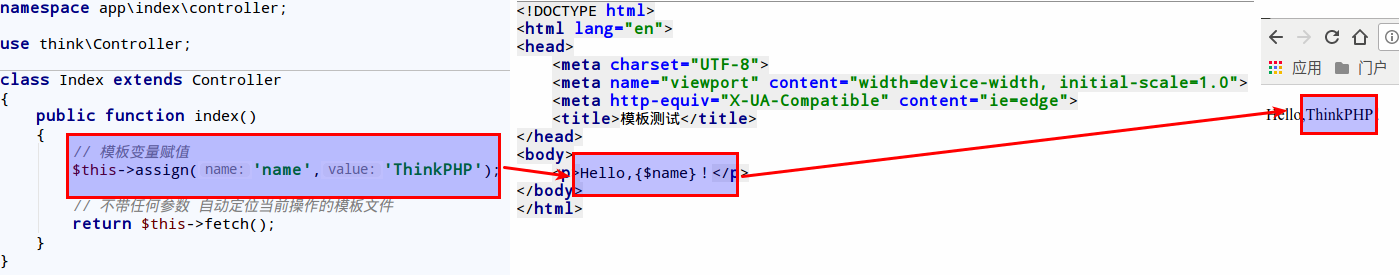 namespace app\index\controller;
use think\Controller;
class Index extends Controller
{
public function index()
{
// 模板变量赋值
$this->assign( name: 'name', value: 'ThinkPHP');
// 不带任何参数 自动定位当前操作的模板文件
return $this->fetch();
}
}
<!DOCTYPE html>
<html lang="en">
<head>
<meta charset="UTF-8">
<meta name="viewport" content="width=device-width, initial-scale=1.0">
<meta http-equiv="X-UA-Compatible" content="ie=edge">
<title>模板测试</title>
</head>
<body>
<p>Hello,{$name}！</p>
</body>
</html>
应用 门户
Hello,ThinkPHP